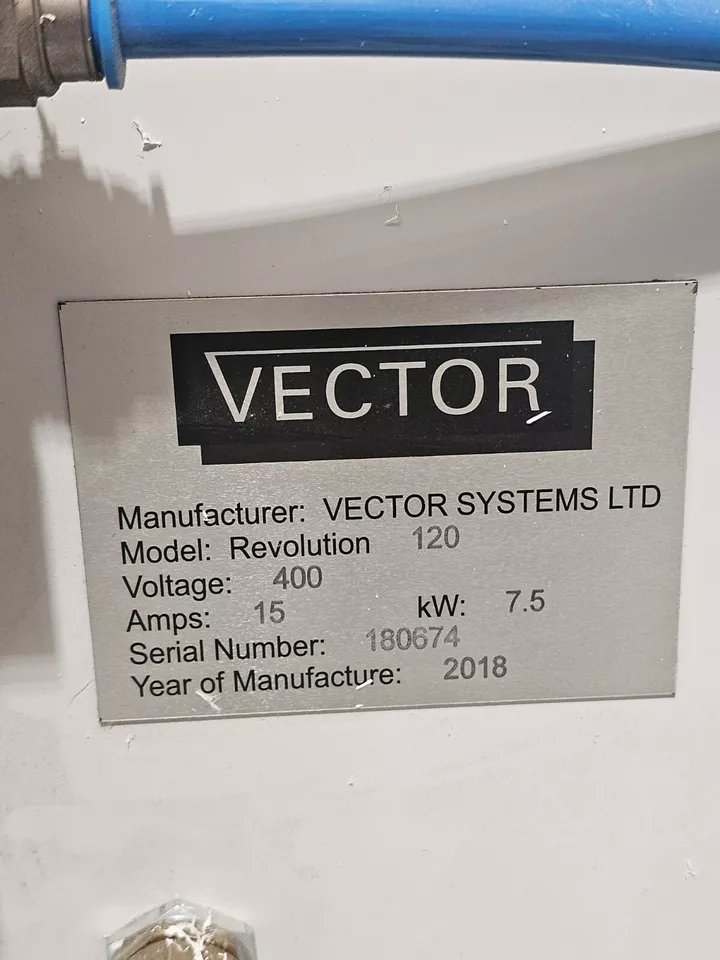 VECTOR
Manufacturer: VECTOR SYSTEMS LTD
Model: Revolution 120
Voltage: 400
Amps: 15 kW: 7.5
Serial Number: 180674
Year of Manufacture: 2018